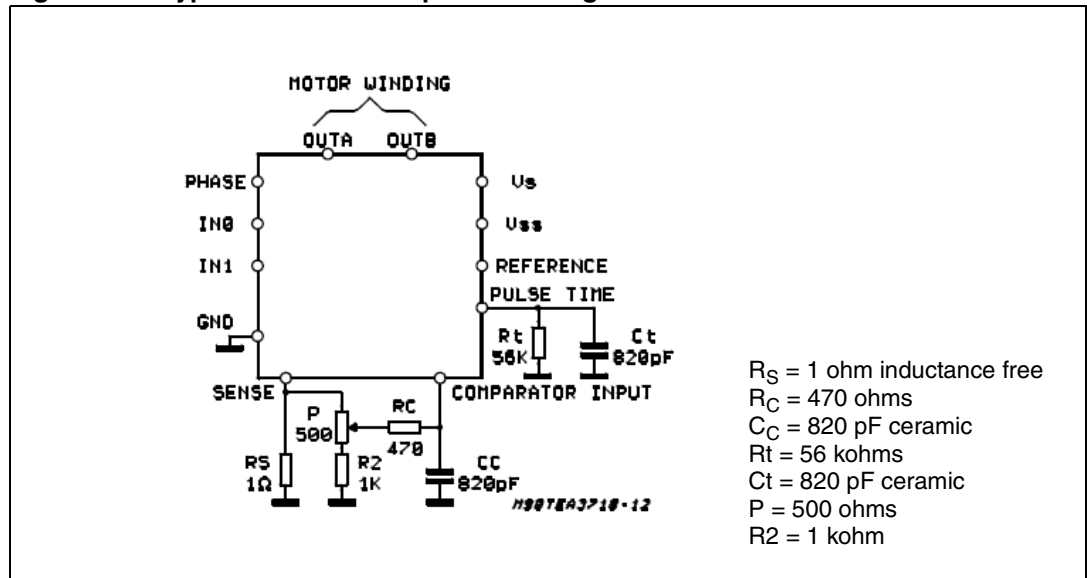 MOTOR WINDING
OUTA OUTB
PHASE Vs
IN0 Vss
IN1 REFERENCE
PULSE TIME
GND
Rt Ct
56K 820pF
SENSE COMPARATOR INPUT
P RC
500 470
RS R2 CC
1Ω 1K 820pF
RS = 1 ohm inductance free
RC = 470 ohms
CC = 820 pF ceramic
Rt = 56 kohms
Ct = 820 pF ceramic
P = 500 ohms
R2 = 1 kohm